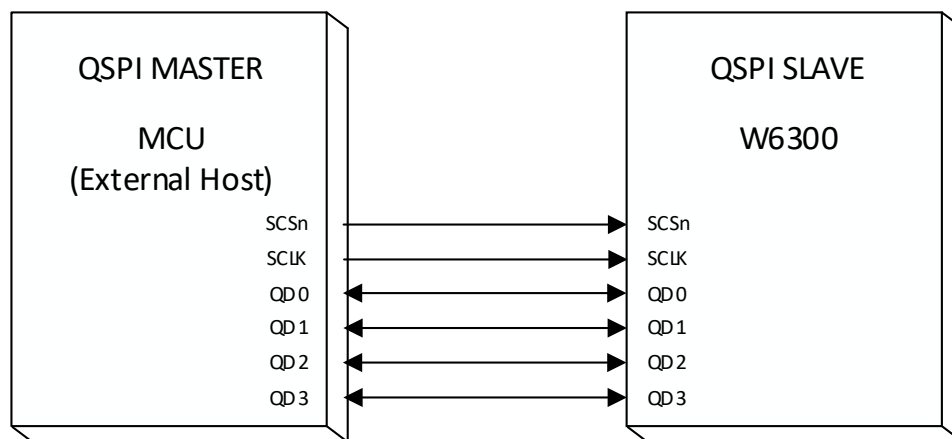 QSPI MASTER
MCU
(External Host)
SCSn
SCLK
QD0
QD1
QD2
QD3
QSPI SLAVE
W6300
SCSn
SCLK
QD0
QD1
QD2
QD3